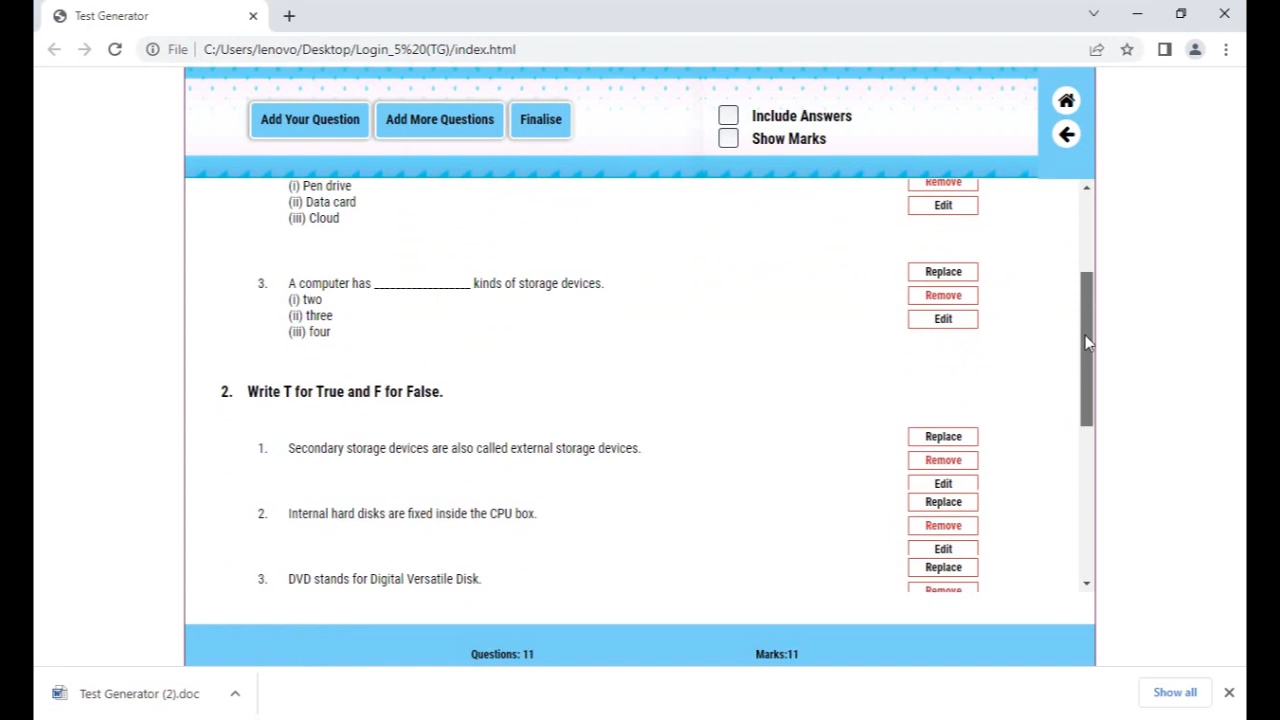 Test Generator
File C:/Users/lenovo/Desktop/Login_5%20(TG)/index.html
Add Your Question Add More Questions Finalise
Include Answers
Show Marks
(i) Pen drive
(ii) Data card
(iii) Cloud
Remove
Edit
3. A computer has __________________ kinds of storage devices.
(i) two
(ii) three
(iii) four
Replace
Remove
Edit
2. Write T for True and F for False.
1. Secondary storage devices are also called external storage devices.
Replace
Remove
Edit
2. Internal hard disks are fixed inside the CPU box.
Replace
Remove
Edit
3. DVD stands for Digital Versatile Disk.
Replace
Remove
Questions: 11 Marks:11
Test Generator (2).doc
Show all